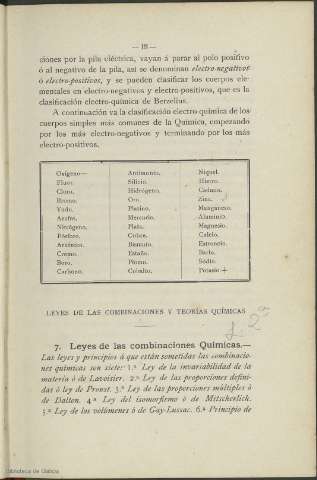 — 18 —
ciones por la pila eléctrica, vayan á parar al polo positivo
ó al negativo de la pila, así se denominan electro-negativos
ó electro-positivos, y se pueden clasificar los cuerpos ele-
mentales en electro-negativos y electro-positivos, que es la
clasificación electro-química de Berzelius.
A continuación va la clasificación electro química de los
cuerpos simples más comunes de la Química, empezando
por los más electro-negativos y terminando por los más
electro-positivos.
Oxígeno— Antimonio. Níquel.
Fluor. Silicio. Hierro.
Cloro. Hidrógeno. Cadmio.
Bromo. Oro. Zinc.
Yodo. Platino. Manganeso.
Azufre. Mercurio. Aluminio.
Nitrógeno. Plata. Magnesio.
Fósforo. Cobre. Calcio.
Arsénico. Bismuto. Estroncio.
Cromo. Estaño. Bario.
Boro. Plomo. Sodio.
Carbono. Cobalto. Potasio +
LEYES DE LAS COMBINACIONES Y TEORÍAS QUÍMICAS
7. Leyes de las combinaciones Químicas.—
Las leyes y principios á que están sometidas las combinacio-
nes químicas son siete: 1.ª Ley de la invariabilidad de la
materia ó de Lavoisier. 2.ª Ley de las proporciones defini-
das ó ley de Proust. 3.ª Ley de las proporciones múltiples ó
de Dalton. 4.ª Ley del isomorfismo ó de Mitscherlich.
5.ª Ley de los volúmenes ó de Gay-Lussac. 6.ª Principio de
Biblioteca de Galicia